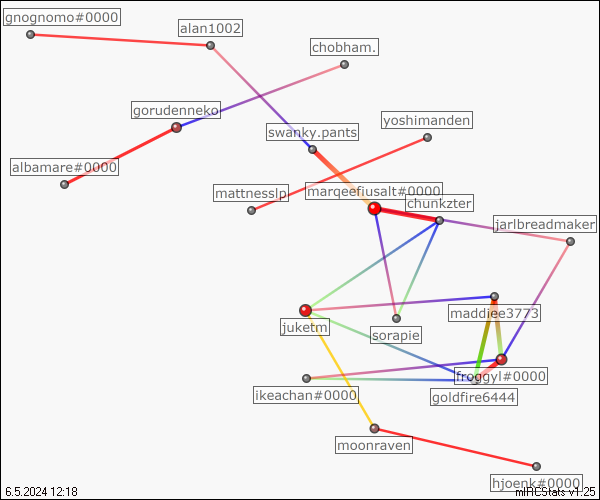 gnognomo#0000
alan1002
chobham.
gorudenneko
yoshimanden
swanky.pants
albamare#0000
mattnesslp
marqeefiusalt#0000
chunkzter
jarlbreadmaker
maddiee3773
juketm
sorapie
froggyl#0000
ikeachan#0000
goldfire6444
moonraven
hjoenk#0000
6.5.2024 12:18
mIRCStats v1.25